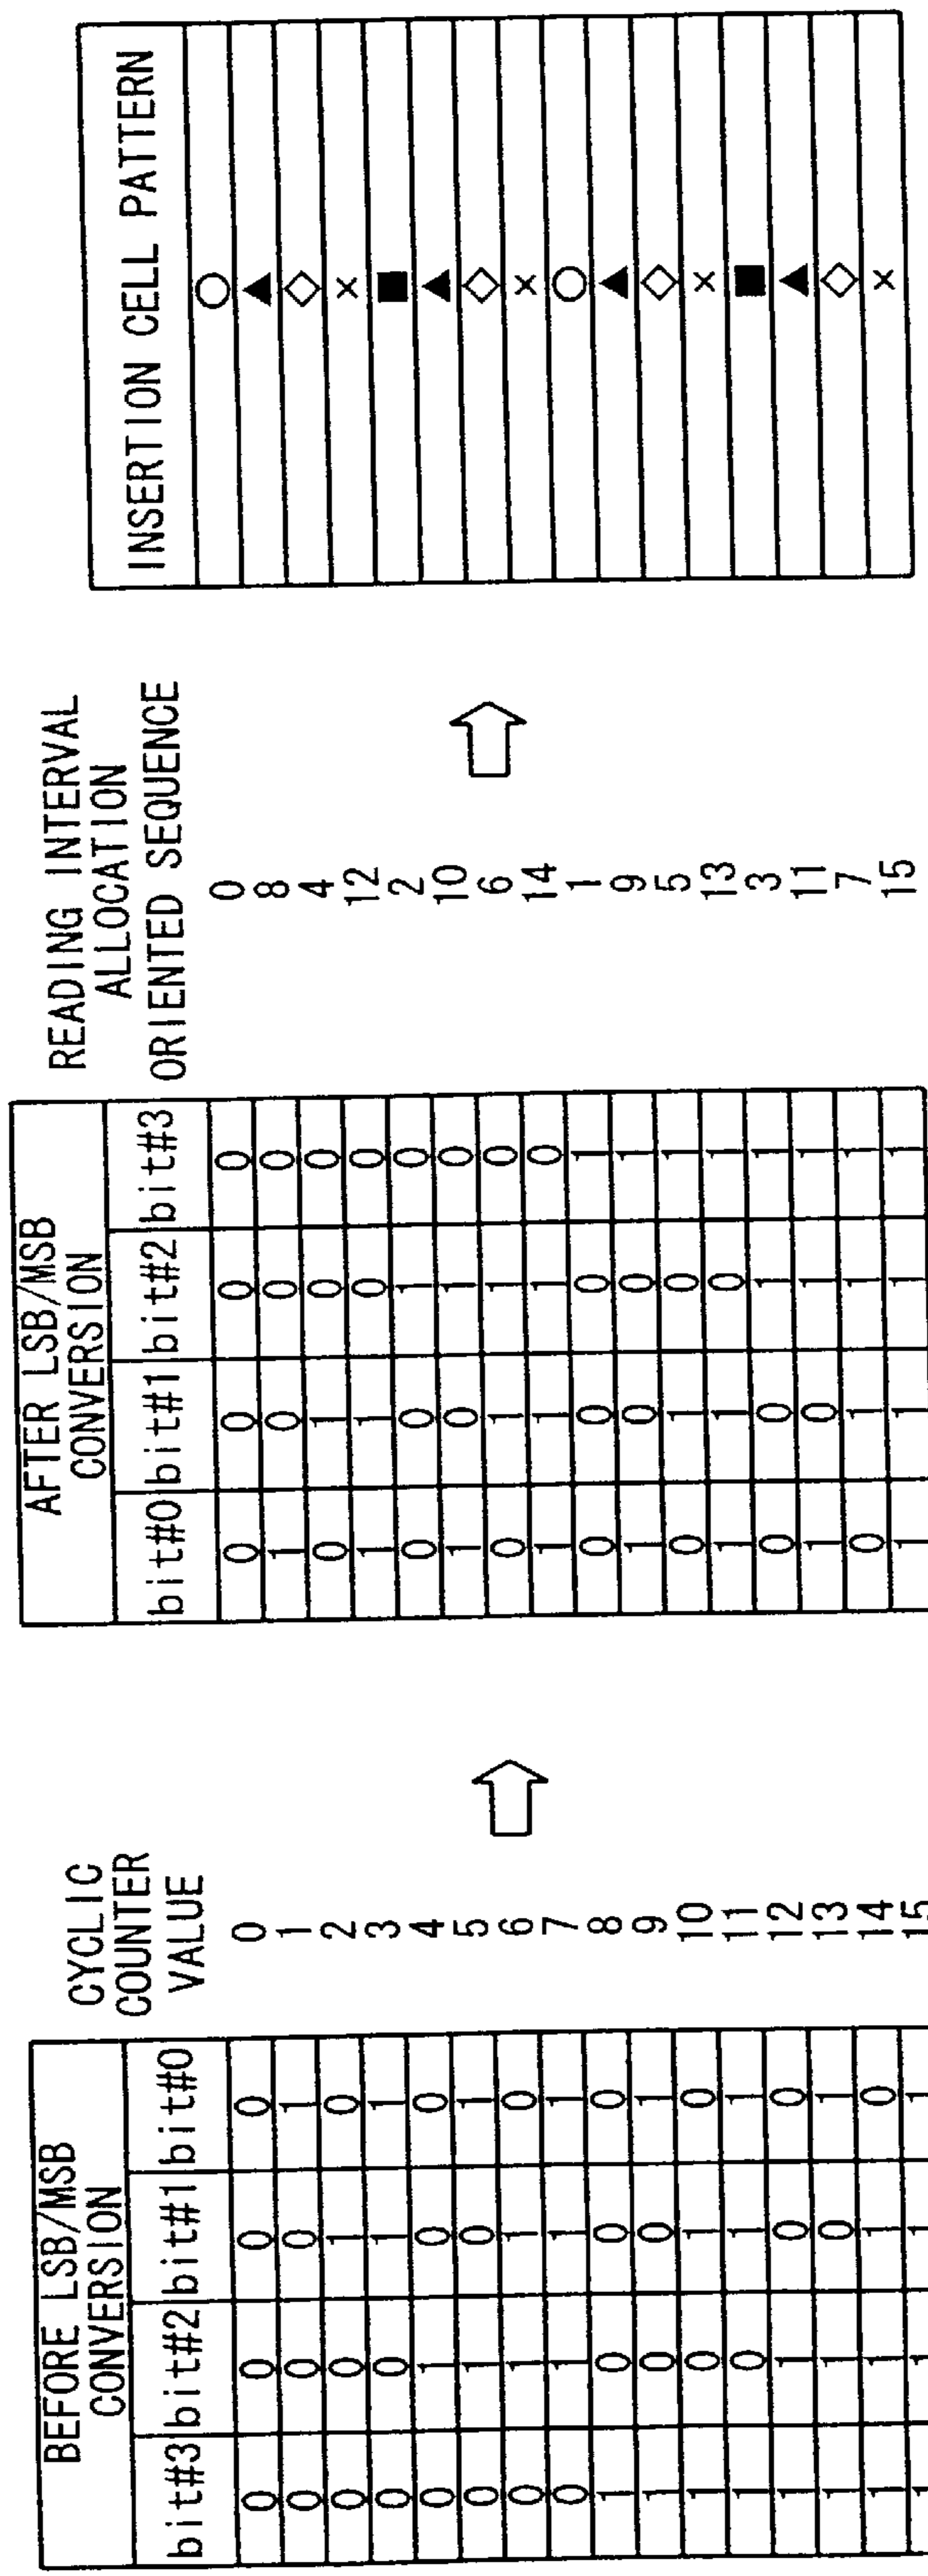 BEFORE LSB/MSB
CONVERSION
bit#3 bit#2 bit#1 bit#0
0 0 0 0
0 0 0 1
0 0 1 0
0 0 1 1
0 1 0 0
0 1 0 1
0 1 1 0
0 1 1 1
1 0 0 0
1 0 0 1
1 0 1 0
1 0 1 1
1 1 0 0
1 1 0 1
1 1 1 0
1 1 1 1
CYCLIC
COUNTER
VALUE
0
1
2
3
4
5
6
7
8
9
10
11
12
13
14
15
AFTER LSB/MSB
CONVERSION
bit#0 bit#1 bit#2 bit#3
0 0 0 0
1 0 0 0
0 1 0 0
1 1 0 0
0 0 1 0
1 0 1 0
0 1 1 0
1 1 1 0
0 0 0 1
1 0 0 1
0 1 0 1
1 1 0 1
0 0 1 1
1 0 1 1
0 1 1 1
1 1 1 1
READING INTERVAL
ALLOCATION
ORIENTED SEQUENCE
0
8
4
12
2
10
6
14
1
9
5
13
3
11
7
15
INSERTION CELL PATTERN
○
▲
◇
×
■
▲
◇
×
○
▲
◇
×
■
▲
◇
×